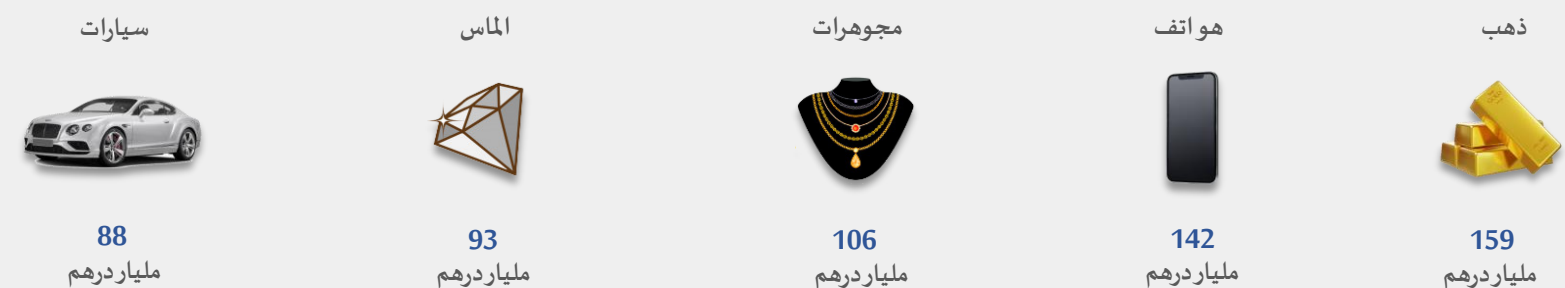 ذهب
159
مليار درهم
هواتف
142
مليار درهم
مجوهرات
106
مليار درهم
الماس
93
مليار درهم
سيارات
88
مليار درهم